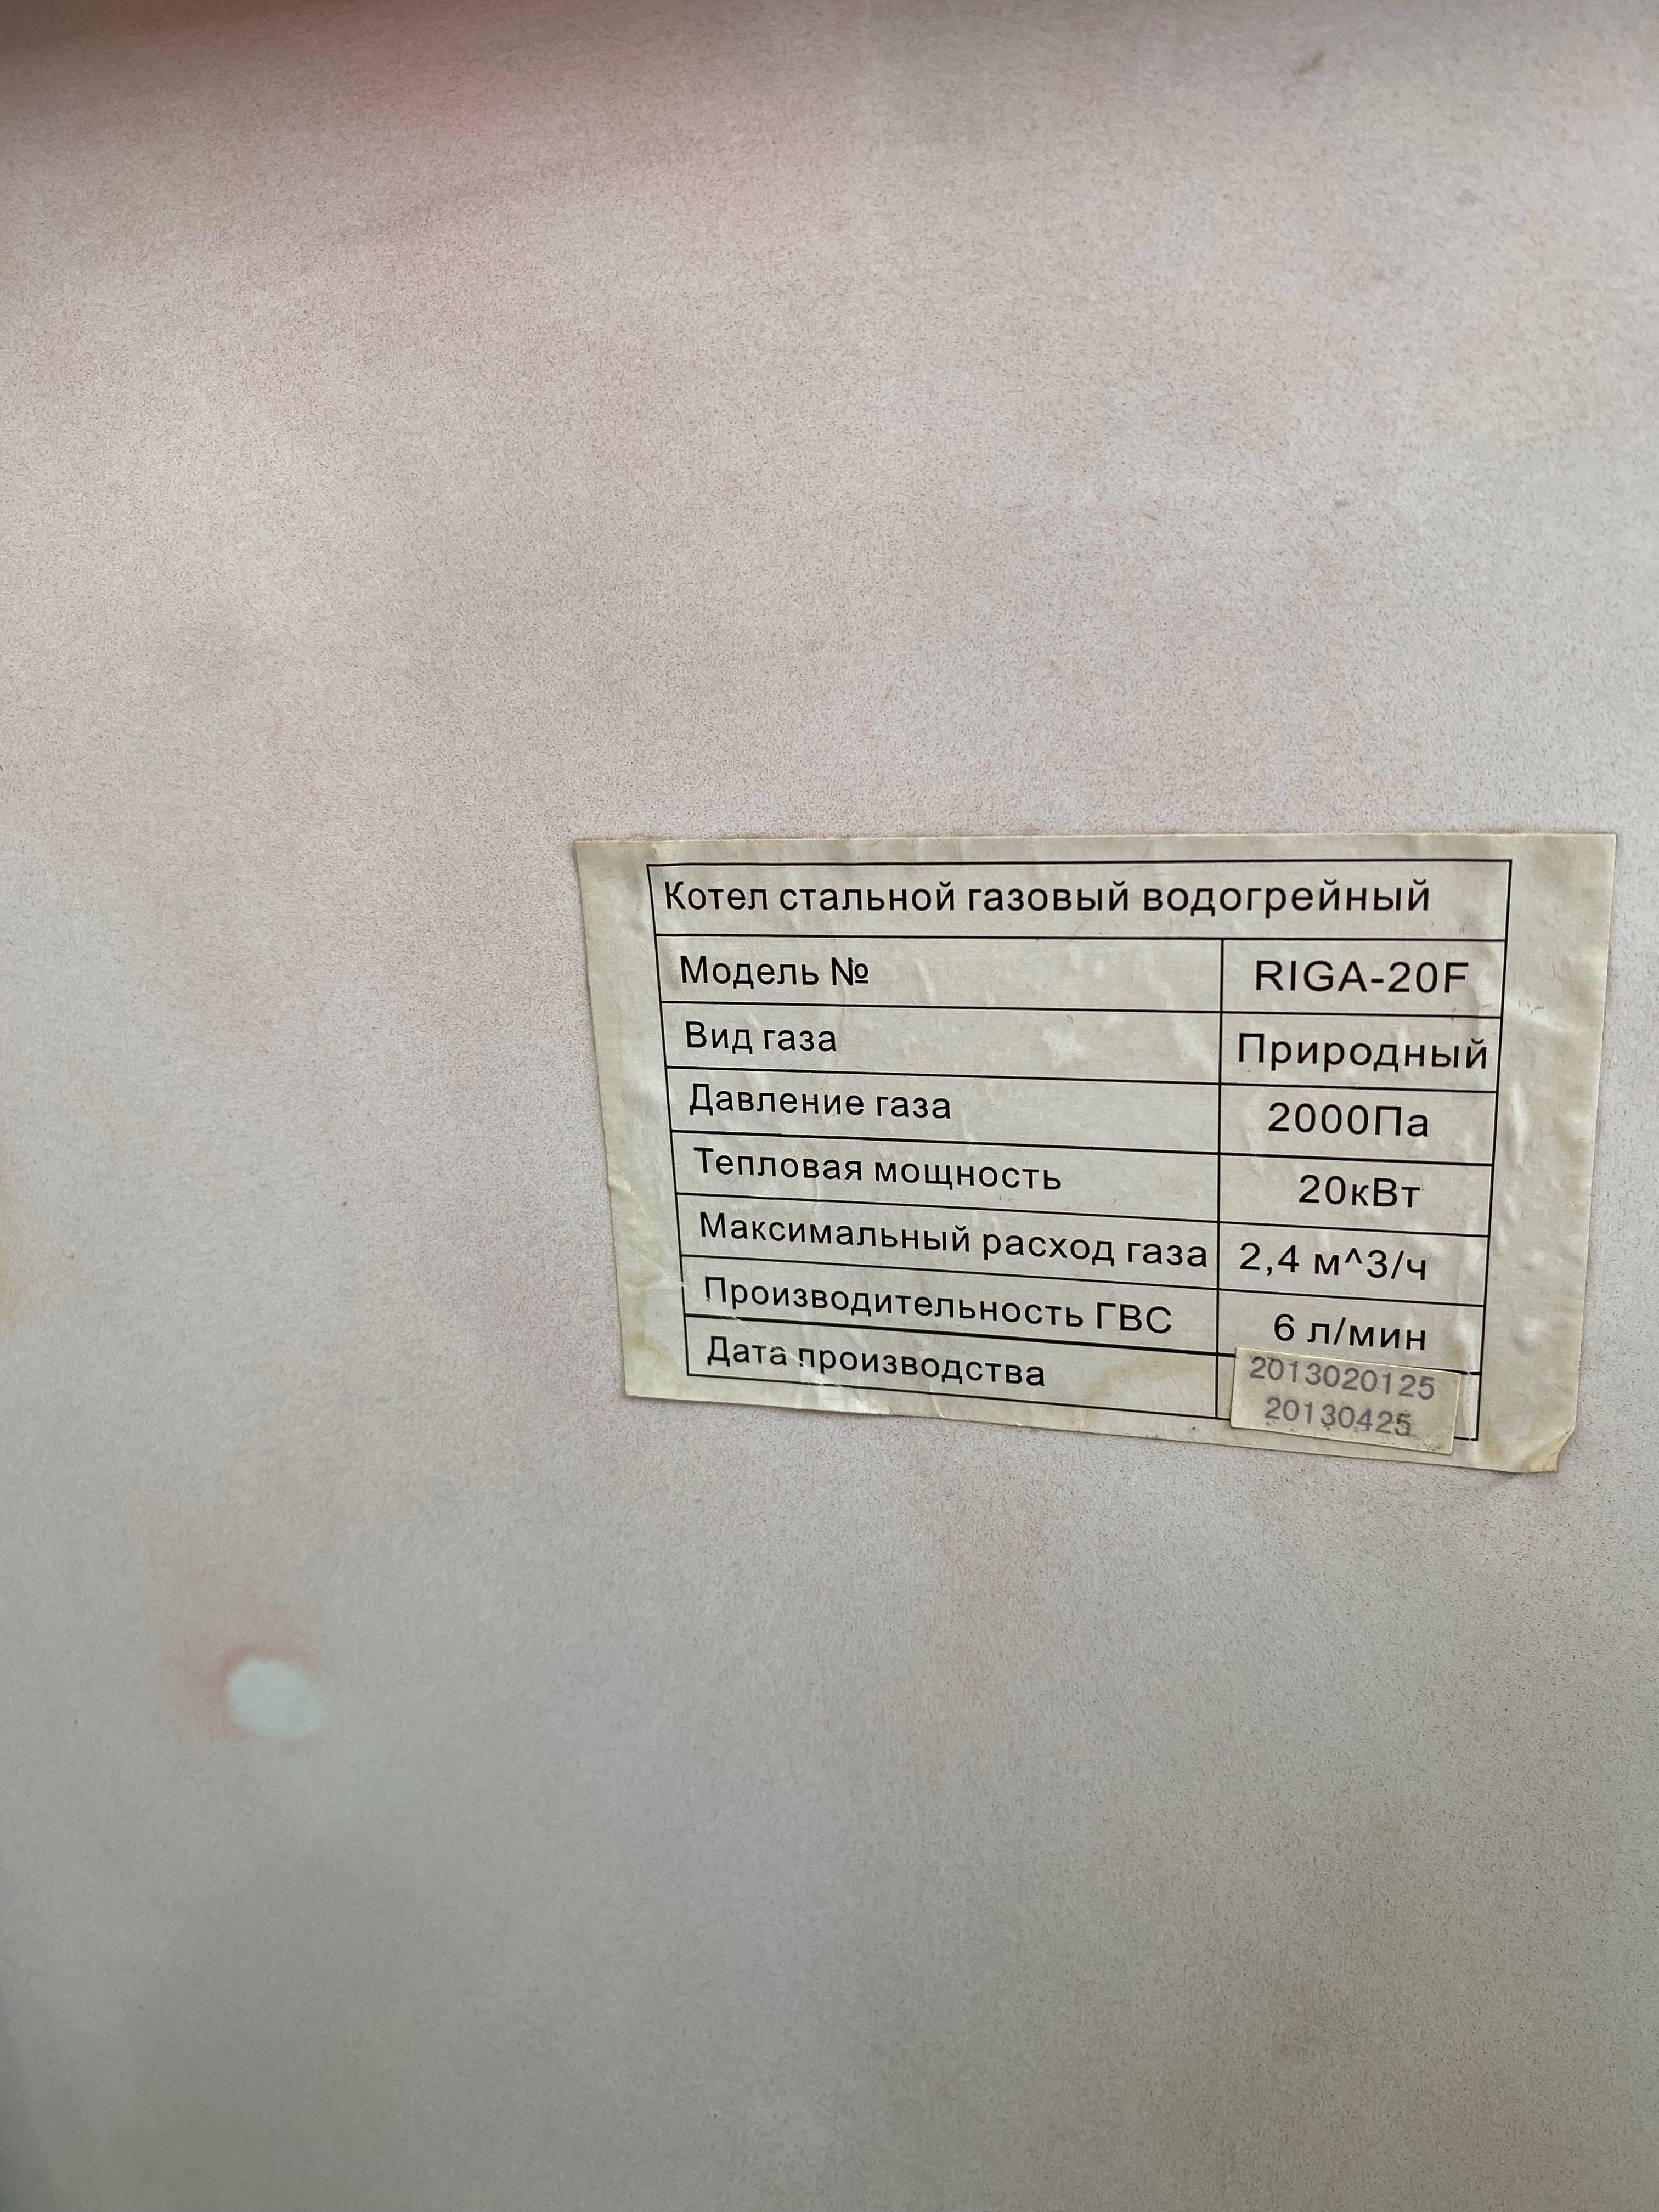 Котел стальной газовый водогрейный
Модель № RIGA-20F
Вид газа Природный
Давление газа 2000Па
Тепловая мощность 20кВт
Максимальный расход газа 2,4 м^3/ч
Производительность ГВС 6 л/мин
Дата производства 2013020125
20130425